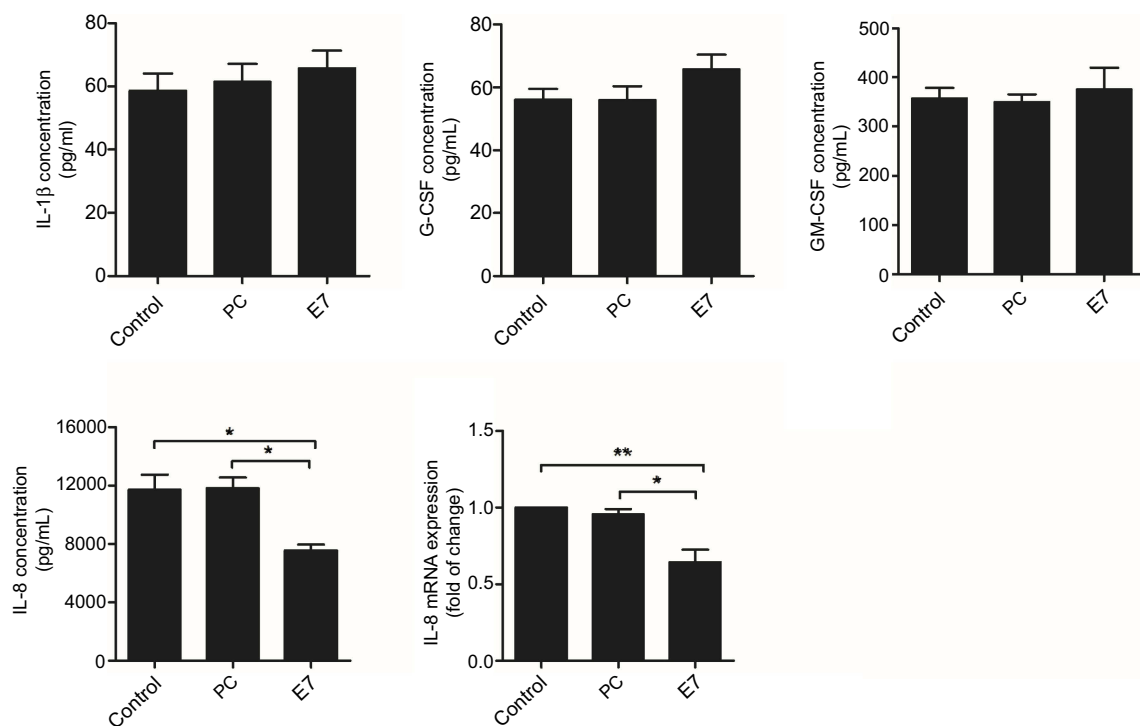 IL-1β concentration
(pg/ml)
80
60
40
20
0
Control
PC
E7
G-CSF concentration
(pg/mL)
80
60
40
20
0
Control
PC
E7
GM-CSF concentration
(pg/mL)
500
400
300
200
100
0
Control
PC
E7
IL-8 concentration
(pg/mL)
16000
12000
8000
4000
0
*
*
Control
PC
E7
IL-8 mRNA expression
(fold of change)
1.5
1.0
0.5
0.0
**
*
Control
PC
E7